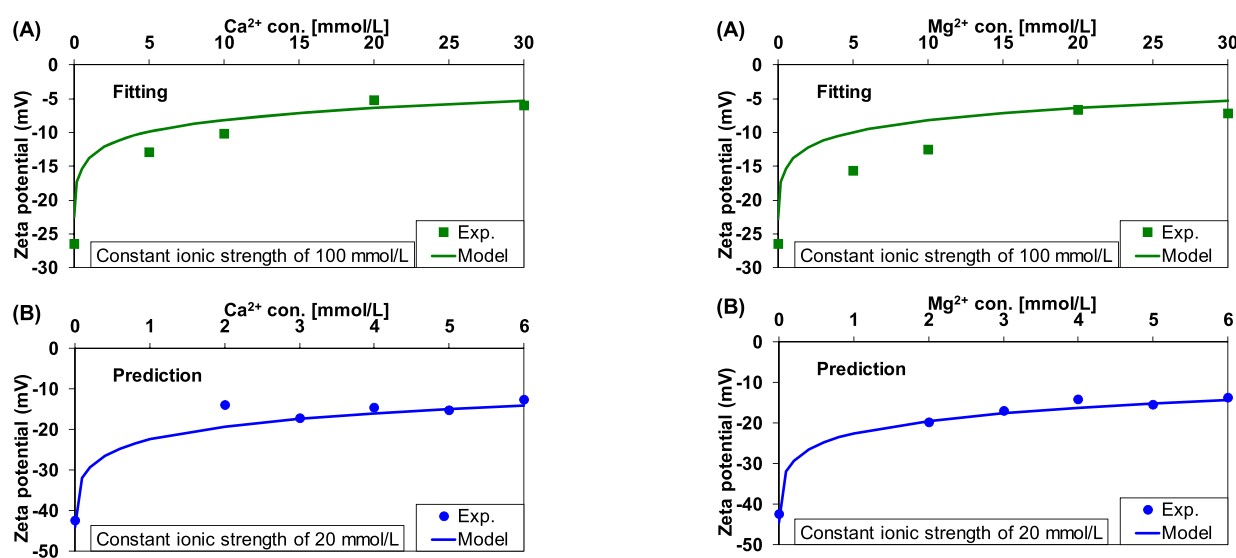 (A)
Ca²⁺ con. [mmol/L]
0 5 10 15 20 25 30
0
-5
-10
-15
-20
-25
-30
Zeta potential (mV)
Fitting
Exp.
Model
Constant ionic strength of 100 mmol/L
(A)
Mg²⁺ con. [mmol/L]
0 5 10 15 20 25 30
0
-5
-10
-15
-20
-25
-30
Zeta potential (mV)
Fitting
Exp.
Model
Constant ionic strength of 100 mmol/L
(B)
Ca²⁺ con. [mmol/L]
0 1 2 3 4 5 6
0
-10
-20
-30
-40
-50
Zeta potential (mV)
Prediction
Exp.
Model
Constant ionic strength of 20 mmol/L
(B)
Mg²⁺ con. [mmol/L]
0 1 2 3 4 5 6
0
-10
-20
-30
-40
-50
Zeta potential (mV)
Prediction
Exp.
Model
Constant ionic strength of 20 mmol/L